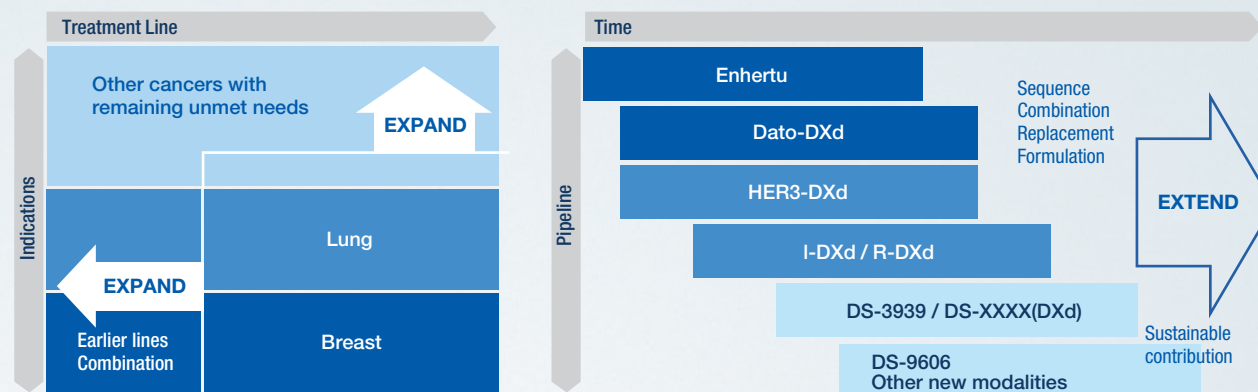 Treatment Line
Indications
Other cancers with
remaining unmet needs
EXPAND
Lung
EXPAND
Earlier lines
Combination
Breast
Time
Pipeline
Enhertu
Dato-DXd
HER3-DXd
I-DXd / R-DXd
DS-3939 / DS-XXXX(DXd)
DS-9606
Other new modalities
Sequence
Combination
Replacement
Formulation
EXTEND
Sustainable
contribution